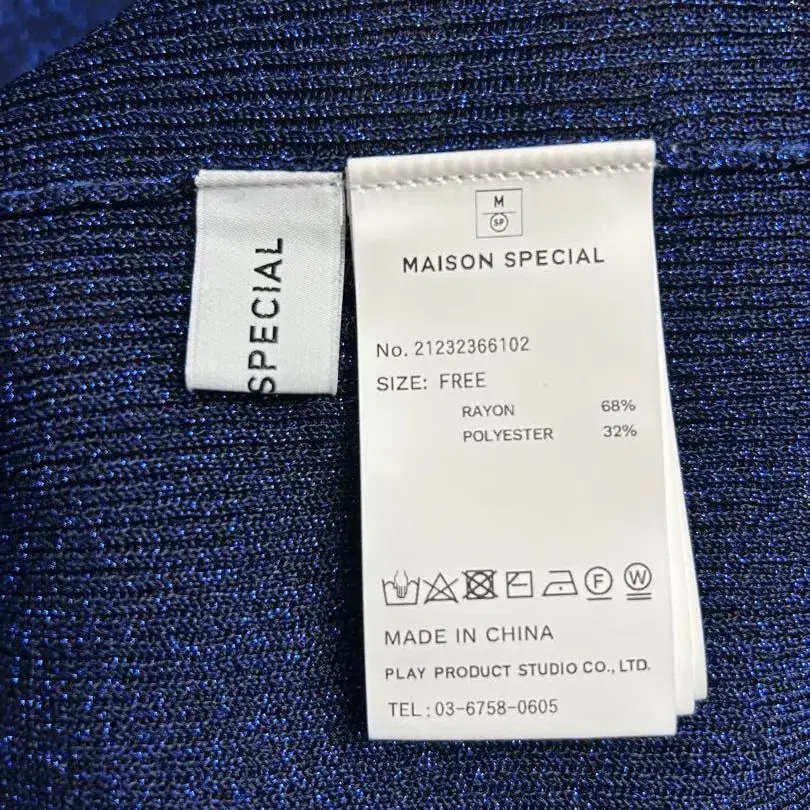 SPECIAL
M
SP
MAISON SPECIAL
No. 21232366102
SIZE: FREE
RAYON 68%
POLYESTER 32%
F W
MADE IN CHINA
PLAY PRODUCT STUDIO CO., LTD.
TEL : 03-6758-0605